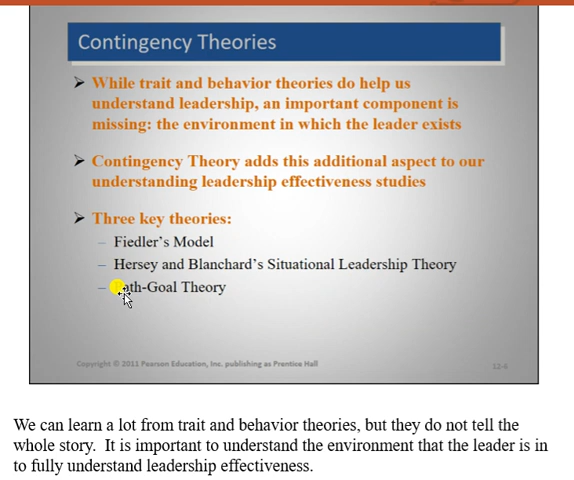 Contingency Theories
While trait and behavior theories do help us
understand leadership, an important component is
missing: the environment in which the leader exists
Contingency Theory adds this additional aspect to our
understanding leadership effectiveness studies
Three key theories:
– Fiedler's Model
– Hersey and Blanchard's Situational Leadership Theory
– Path-Goal Theory
Copyright © 2011 Pearson Education, Inc. publishing as Prentice Hall
We can learn a lot from trait and behavior theories, but they do not tell the
whole story. It is important to understand the environment that the leader is in
to fully understand leadership effectiveness.